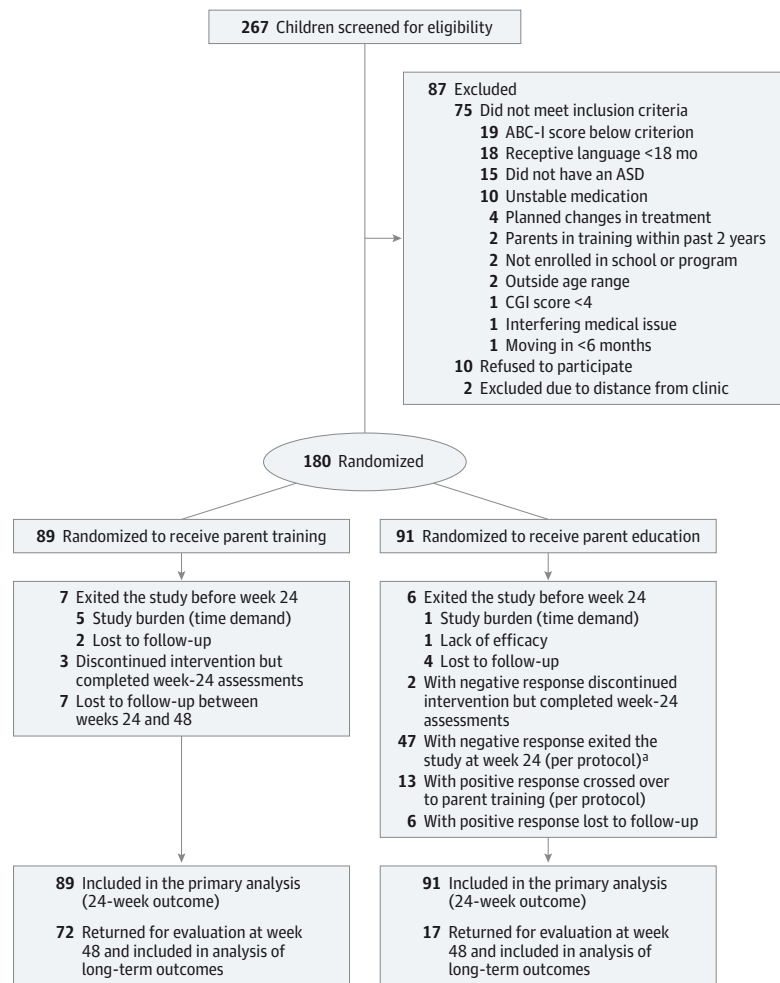 267 Children screened for eligibility
87 Excluded
75 Did not meet inclusion criteria
19 ABC-I score below criterion
18 Receptive language <18 mo
15 Did not have an ASD
10 Unstable medication
4 Planned changes in treatment
2 Parents in training within past 2 years
2 Not enrolled in school or program
2 Outside age range
1 CGI score <4
1 Interfering medical issue
1 Moving in <6 months
10 Refused to participate
2 Excluded due to distance from clinic
180 Randomized
89 Randomized to receive parent training
7 Exited the study before week 24
5 Study burden (time demand)
2 Lost to follow-up
3 Discontinued intervention but
completed week-24 assessments
7 Lost to follow-up between
weeks 24 and 48
89 Included in the primary analysis
(24-week outcome)
72 Returned for evaluation at week
48 and included in analysis of
long-term outcomes
91 Randomized to receive parent education
6 Exited the study before week 24
1 Study burden (time demand)
1 Lack of efficacy
4 Lost to follow-up
2 With negative response discontinued
intervention but completed week-24
assessments
47 With negative response exited the
study at week 24 (per protocol)a
13 With positive response crossed over
to parent training (per protocol)
6 With positive response lost to follow-up
91 Included in the primary analysis
(24-week outcome)
17 Returned for evaluation at week
48 and included in analysis of
long-term outcomes